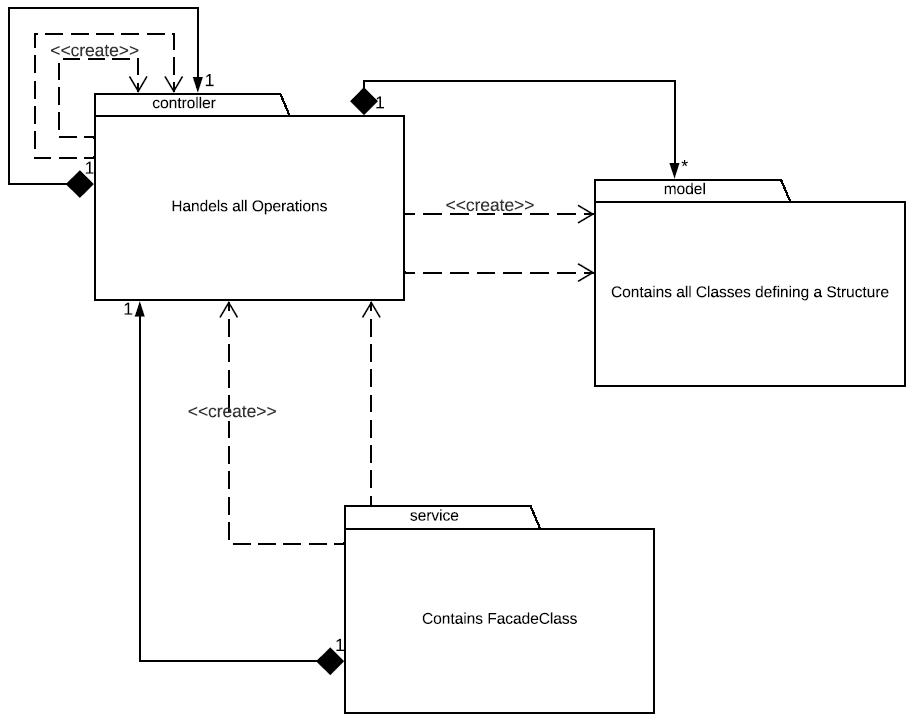 <<create>>
1
controller
1
*
1
model
Handels all Operations
<<create>>
Contains all Classes defining a Structure
1
<<create>>
service
Contains FacadeClass
1